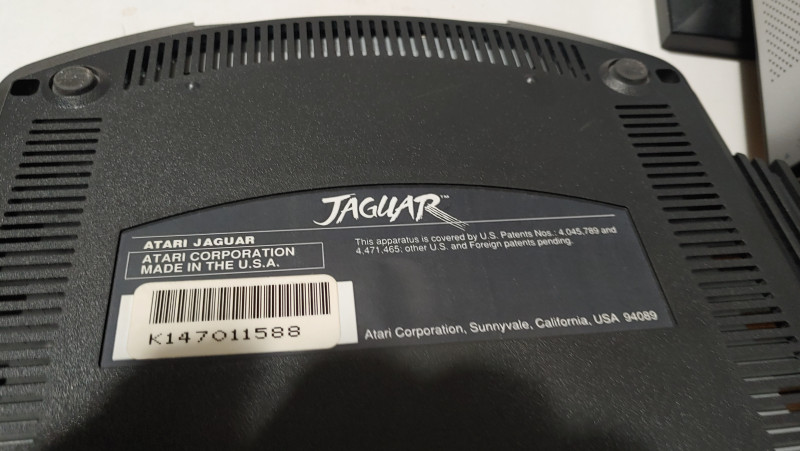 JAGUAR™
ATARI JAGUAR
ATARI CORPORATION
MADE IN THE U.S.A.
This apparatus is covered by U.S. Patents Nos.: 4,045,789 and
4,471,465; other U.S. and Foreign patents pending.
K147011588
Atari Corporation, Sunnyvale, California, USA 94089